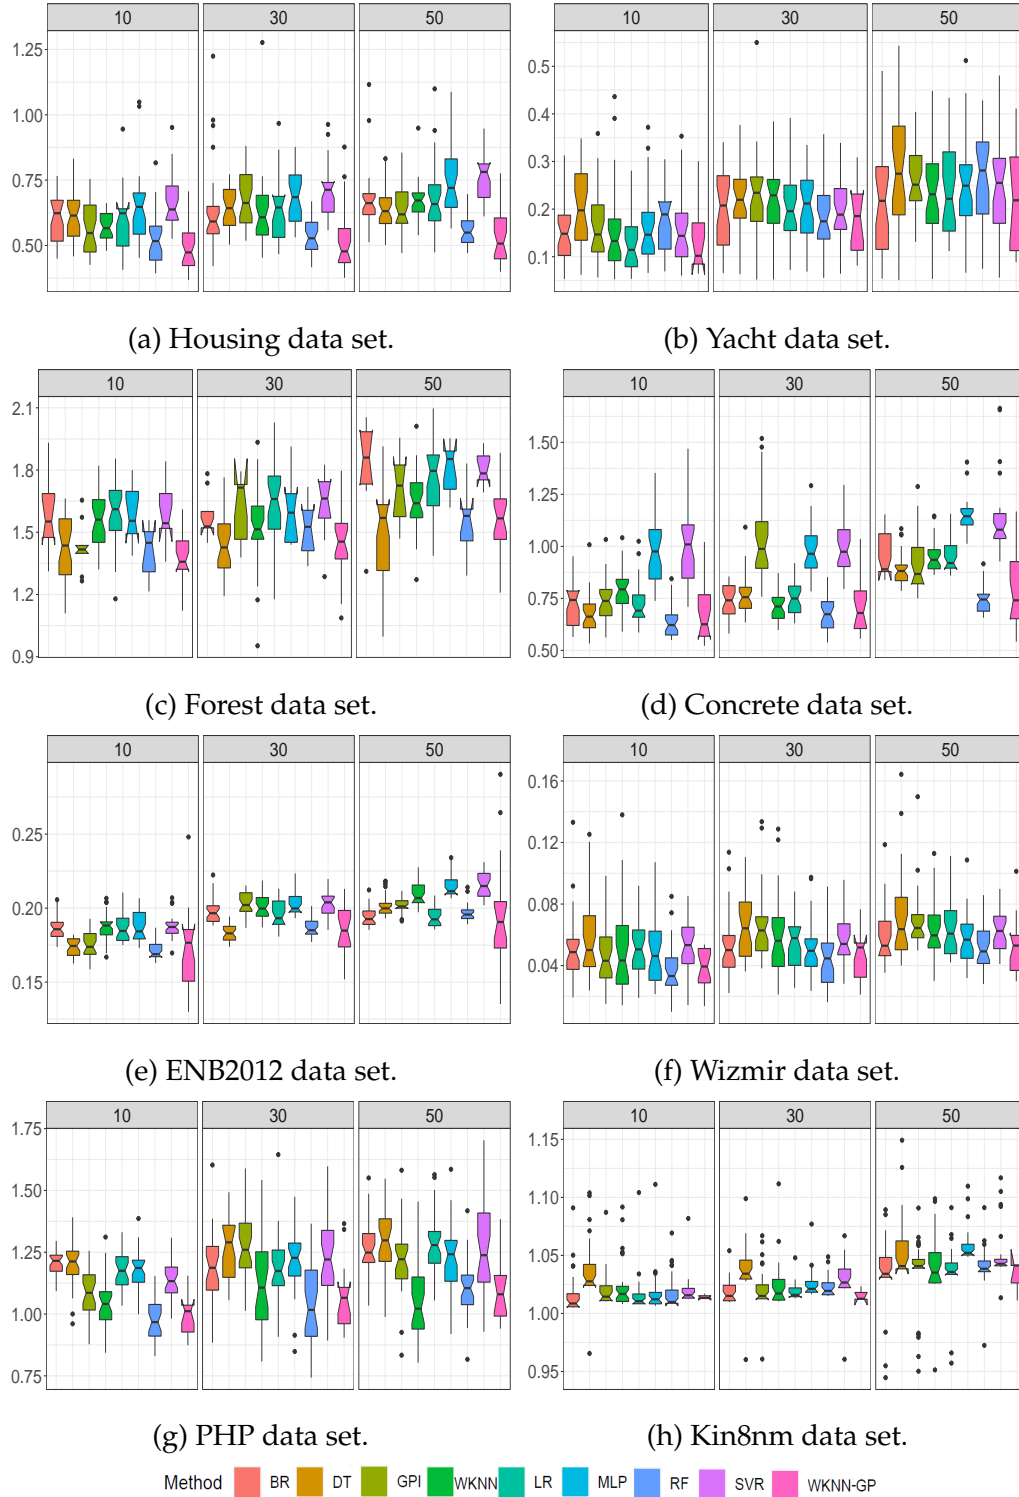 10 30 50
10 30 50
1.25
1.00
0.75
0.50
0.5
0.4
0.3
0.2
0.1
(a) Housing data set.
(b) Yacht data set.
10 30 50
10 30 50
2.1
1.8
1.5
1.2
0.9
1.50
1.25
1.00
0.75
0.50
(c) Forest data set.
(d) Concrete data set.
10 30 50
10 30 50
0.25
0.20
0.15
0.16
0.12
0.08
0.04
(e) ENB2012 data set.
(f) Wizmir data set.
10 30 50
10 30 50
1.75
1.50
1.25
1.00
0.75
1.15
1.10
1.05
1.00
0.95
(g) PHP data set.
(h) Kin8nm data set.
Method BR DT GPI WKNN LR MLP RF SVR WKNN-GP